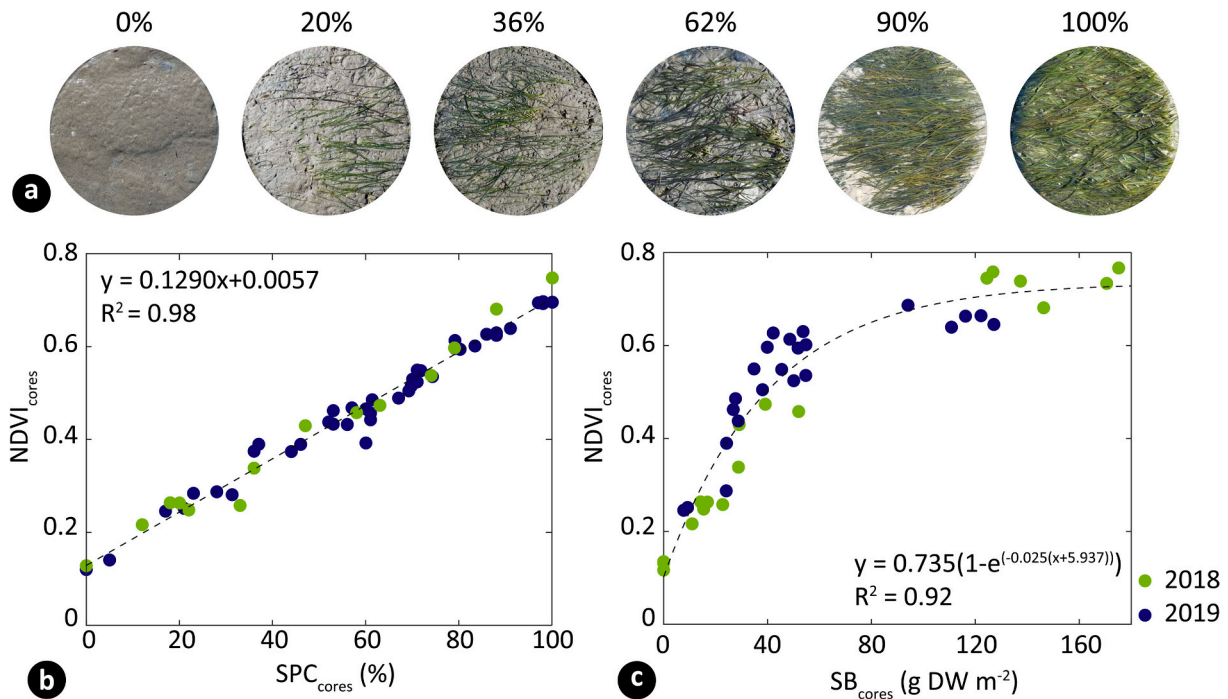 0% 20% 36% 62% 90% 100%
a
0.8
0.6
0.4
0.2
0
NDVIcores
y = 0.1290x+0.0057
R² = 0.98
0 20 40 60 80 100
SPCcores (%)
b
0.8
0.6
0.4
0.2
0
NDVIcores
y = 0.735(1-e(-0.025(x+5.937)))
R² = 0.92
0 40 80 120 160
SBcores (g DW m-2)
c
2018
2019